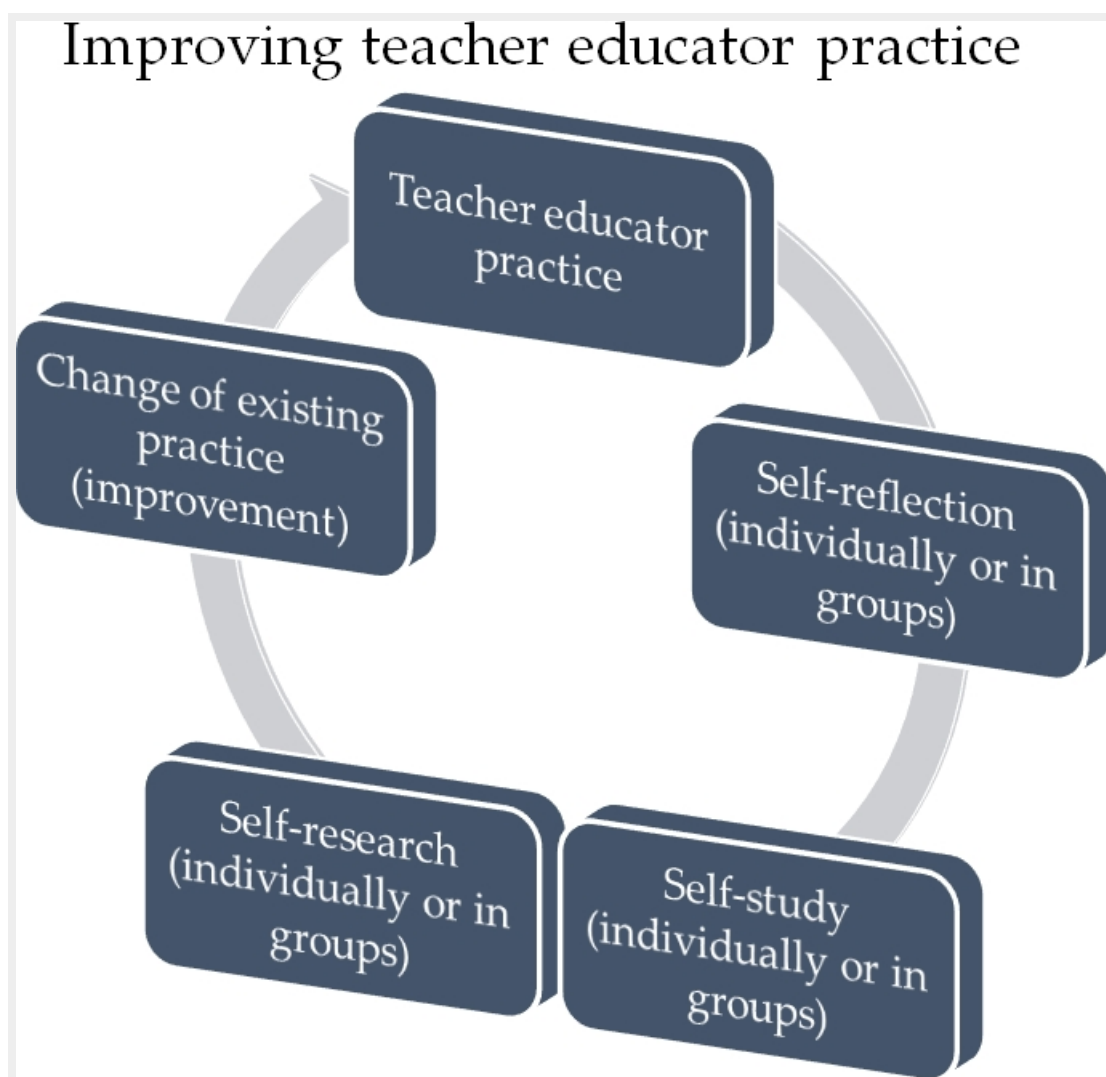 Improving teacher educator practice
Teacher educator
practice
Self-reflection
(individually or in
groups)
Self-study
(individually or in
groups)
Self-research
(individually or in
groups)
Change of existing
practice
(improvement)